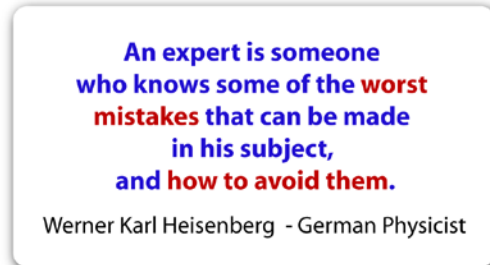 An expert is someone
who knows some of the worst
mistakes that can be made
in his subject,
and how to avoid them.
Werner Karl Heisenberg - German Physicist